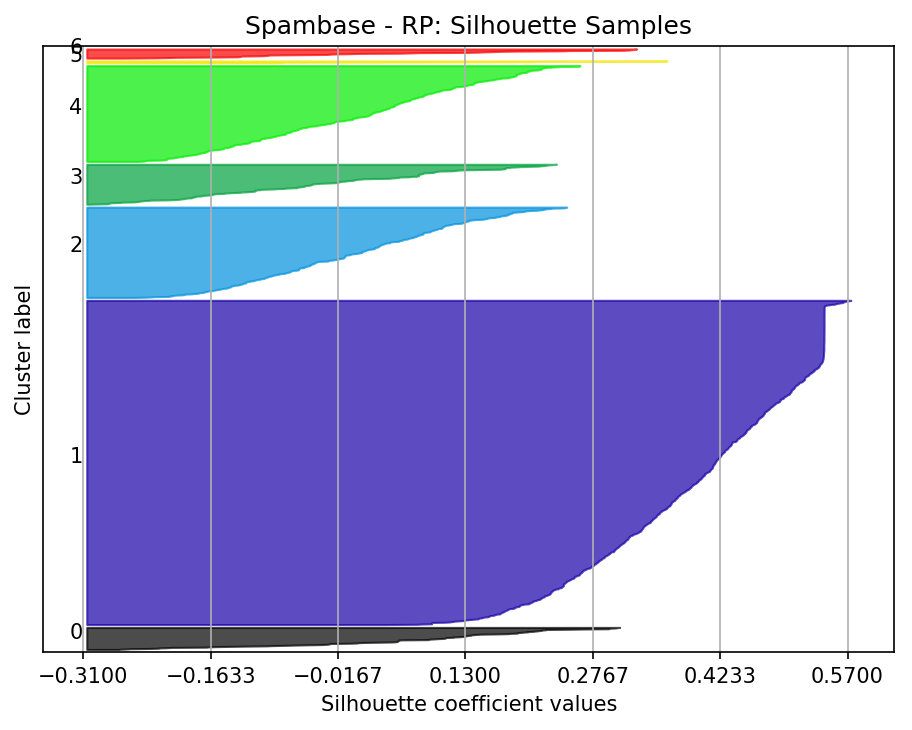 Spambase - RP: Silhouette Samples
6
5
4
3
2
1
0
Cluster label
−0.3100 −0.1633 −0.0167 0.1300 0.2767 0.4233 0.5700
Silhouette coefficient values